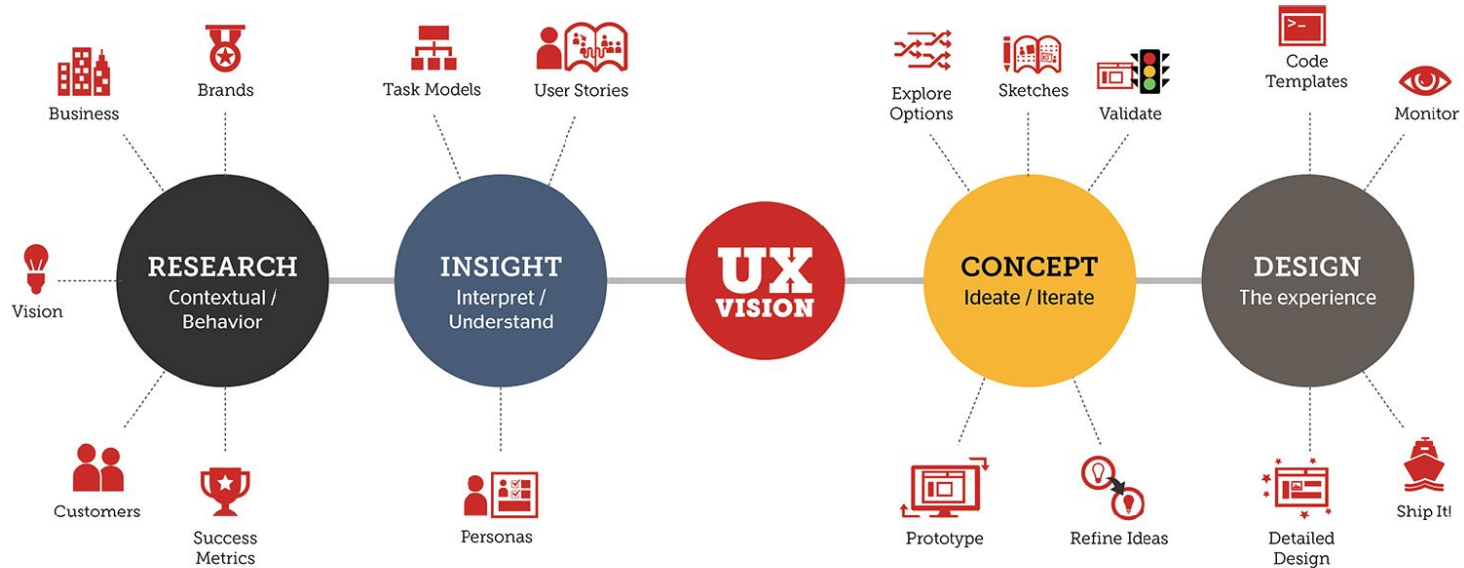 Business
Brands
Vision
RESEARCH
Contextual /
Behavior
Customers
Success
Metrics
Task Models
User Stories
INSIGHT
Interpret /
Understand
Personas
UX
VISION
Explore
Options
Sketches
Validate
CONCEPT
Ideate / Iterate
Prototype
Refine Ideas
>_
Code
Templates
Monitor
DESIGN
The experience
Detailed
Design
Ship It!